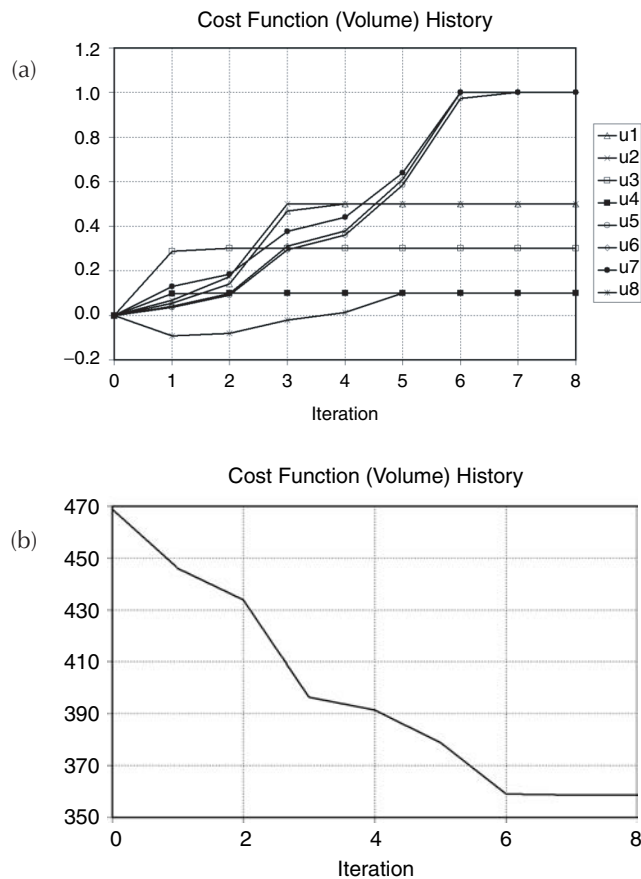 Cost Function (Volume) History
(a)
1.2
1.0
0.8
0.6
0.4
0.2
0.0
−0.2
0 1 2 3 4 5 6 7 8
Iteration
u1
u2
u3
u4
u5
u6
u7
u8
Cost Function (Volume) History
(b)
470
450
430
410
390
370
350
0 2 4 6 8
Iteration